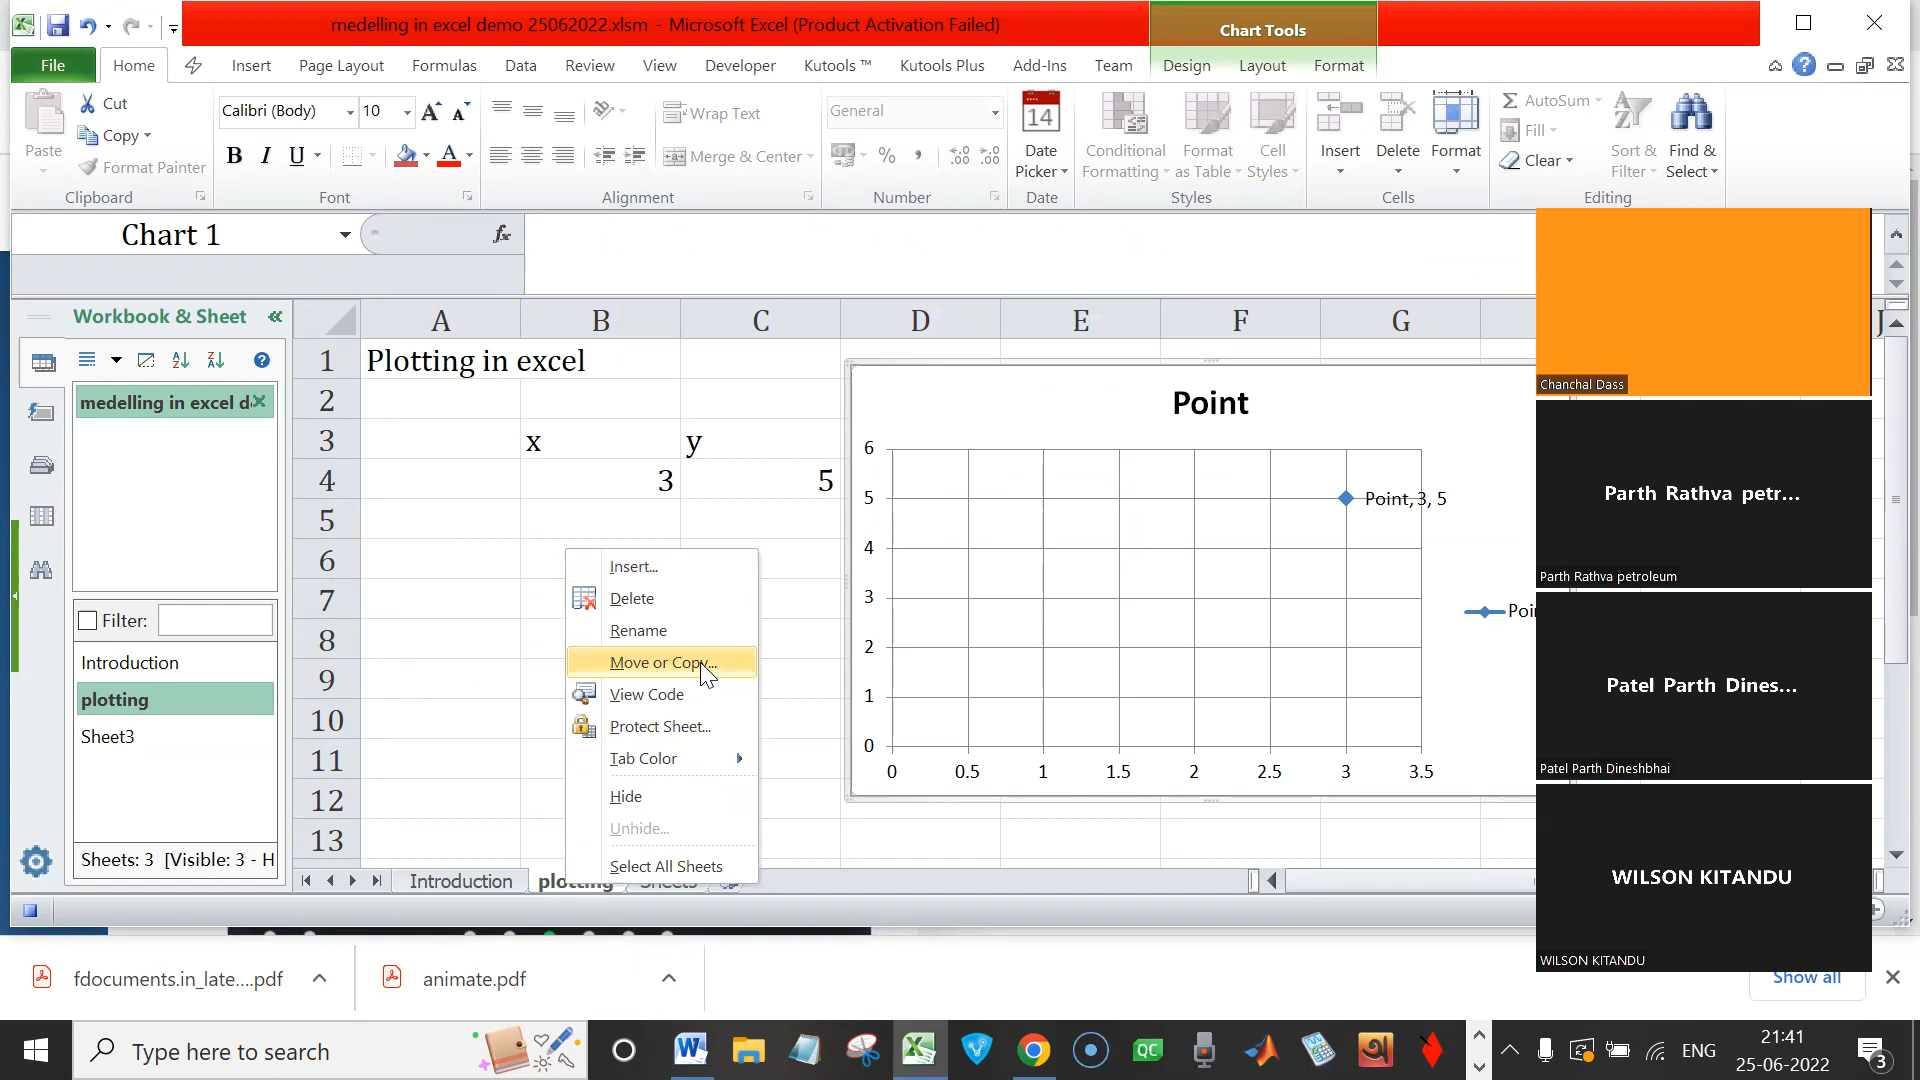 medelling in excel demo 25062022.xlsm - Microsoft Excel (Product Activation Failed)
Chart Tools
File Home Insert Page Layout Formulas Data Review View Developer Kutools ™ Kutools Plus Add-Ins Team Design Layout Format
Paste
Cut
Copy
Format Painter
Clipboard
Calibri (Body) 10
B I U
Font
Wrap Text
Merge & Center
Alignment
General
%
Number
14
Date
Picker
Date
Conditional
Formatting
Format
as Table
Cell
Styles
Styles
Insert
Delete
Format
Cells
AutoSum
Fill
Clear
Sort &
Filter
Find &
Select
Editing
Chart 1
fx
Workbook & Sheet
medelling in excel d
Filter:
Introduction
plotting
Sheet3
Sheets: 3 [Visible: 3 - H
A B C D E F G J
1 Plotting in excel
2
3 x y
4 3 5
5
6
7
8
9
10
11
12
13
Insert...
Delete
Rename
Move or Copy...
View Code
Protect Sheet...
Tab Color
Hide
Unhide...
Select All Sheets
Point
6
5
4
3
2
1
0
0 0.5 1 1.5 2 2.5 3 3.5
Point, 3, 5
Poi
Introduction plotting Sheet3
Chanchal Dass
Parth Rathva petr...
Parth Rathva petroleum
Patel Parth Dines...
Patel Parth Dineshbhai
WILSON KITANDU
WILSON KITANDU
fdocuments.in_late....pdf
animate.pdf
Show all
Type here to search
QC
ENG
21:41
25-06-2022
3